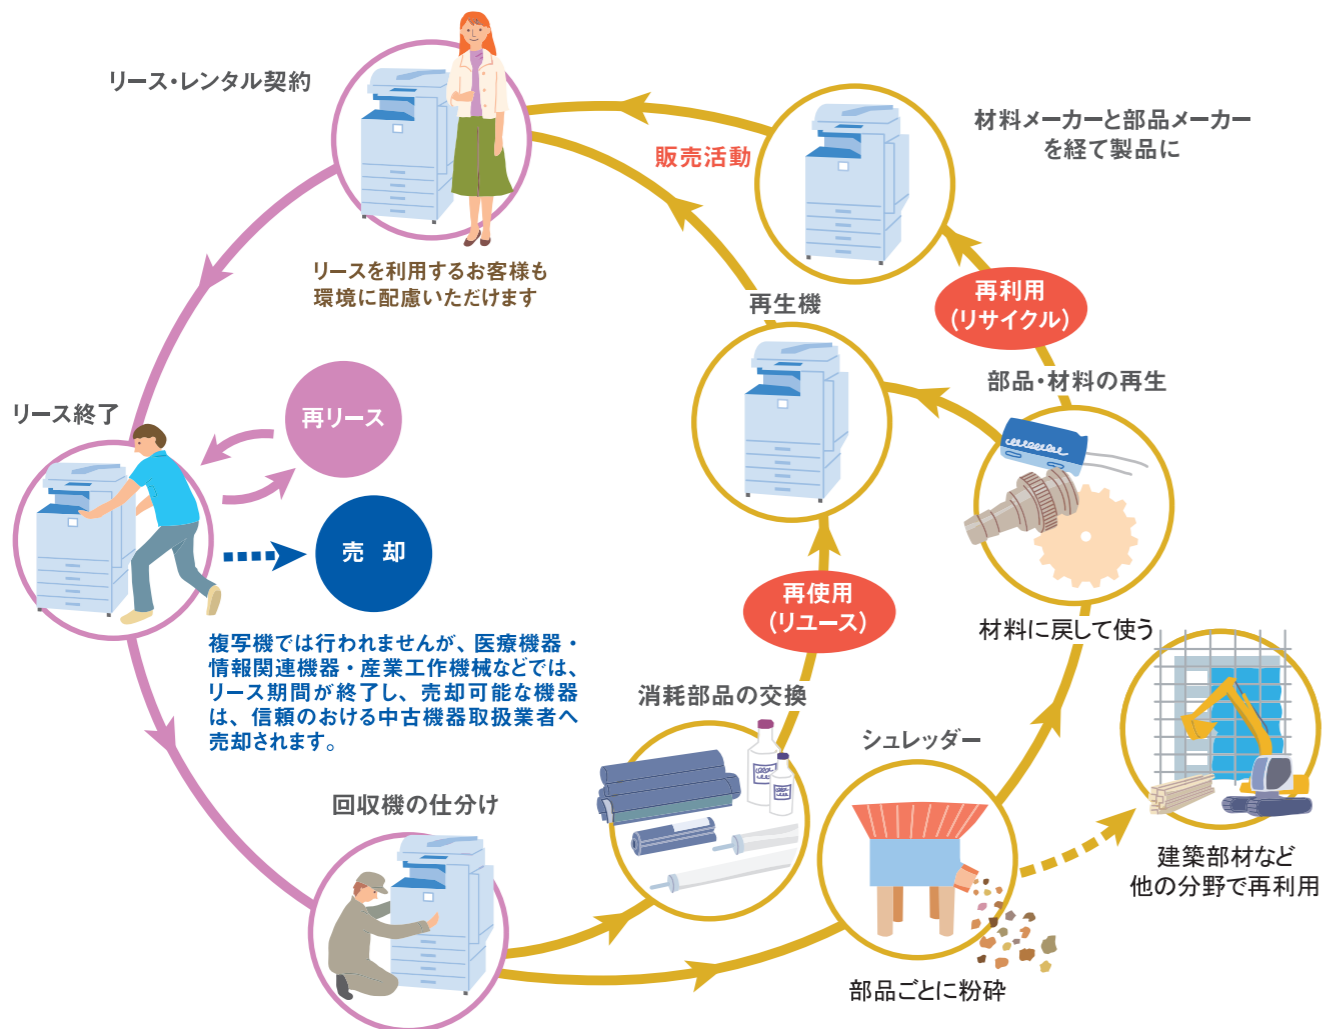 リース・レンタル契約
材料メーカーと部品メーカー
を経て製品に
販売活動
リースを利用するお客様も
環境に配慮いただけます
再利用
(リサイクル)
再生機
部品・材料の再生
リース終了
再リース
売 却
再使用
(リユース)
材料に戻して使う
複写機では行われませんが、医療機器・
情報関連機器・産業工作機械などでは、
リース期間が終了し、売却可能な機器
は、信頼のおける中古機器取扱業者へ
売却されます。
消耗部品の交換
シュレッダー
回収機の仕分け
建築部材など
他の分野で再利用
部品ごとに粉砕